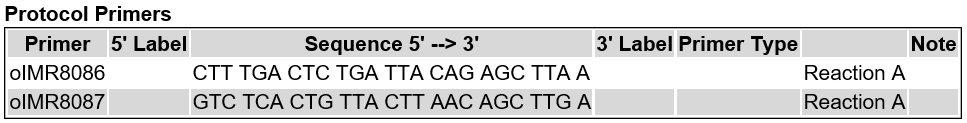 Protocol Primers
Primer 5' Label Sequence 5' --> 3' 3' Label Primer Type Note
oIMR8086 CTT TGA CTC TGA TTA CAG AGC TTA A Reaction A
oIMR8087 GTC TCA CTG TTA CTT AAC AGC TTG A Reaction A